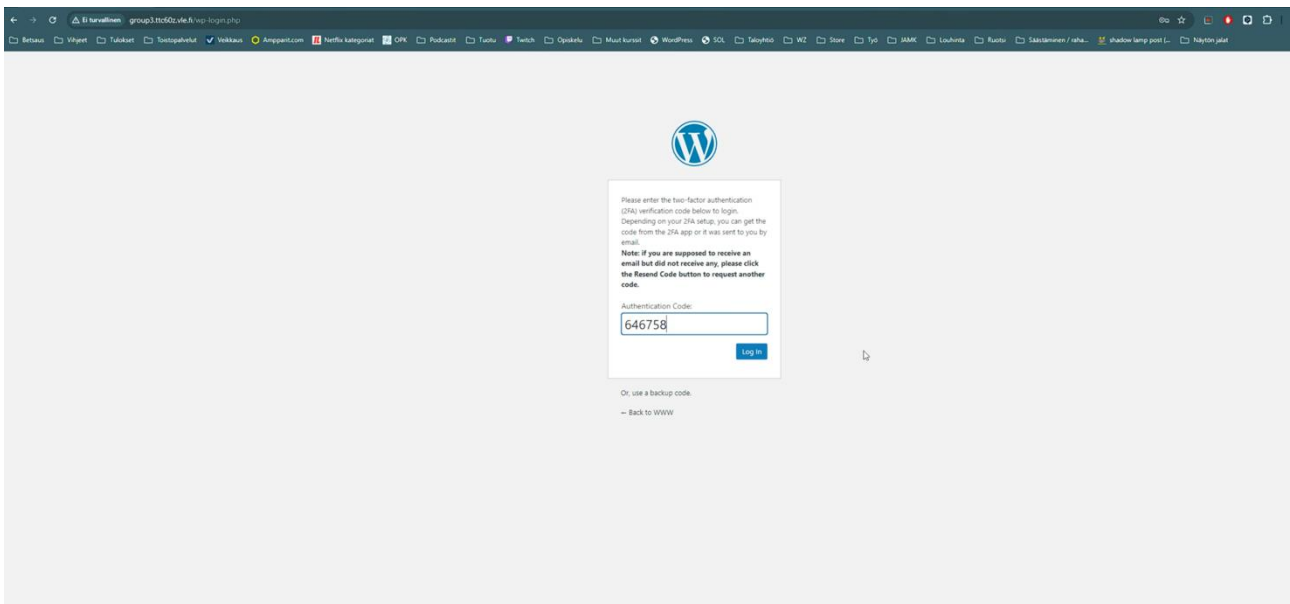 Ei turvallinen group3.ttc60z.vle.fi/wp-login.php
Betsaus Vihjeet Tulokset Toistopalvelut Veikkaus Ampparit.com Netflix kategoriat OPK Podcastit Tuotu Twitch Opiskelu Muut kurssit WordPress SOL Taloyhtiö WZ Store Työ JAMK Louhinta Ruotsi Säästäminen / raha... shadow lamp post (... Näytön jalat
Please enter the two-factor authentication
(2FA) verification code below to login.
Depending on your 2FA setup, you can get the
code from the 2FA app or it was sent to you by
email.
Note: if you are supposed to receive an
email but did not receive any, please click
the Resend Code button to request another
code.
Authentication Code:
646758
Log In
Or, use a backup code.
← Back to WWW